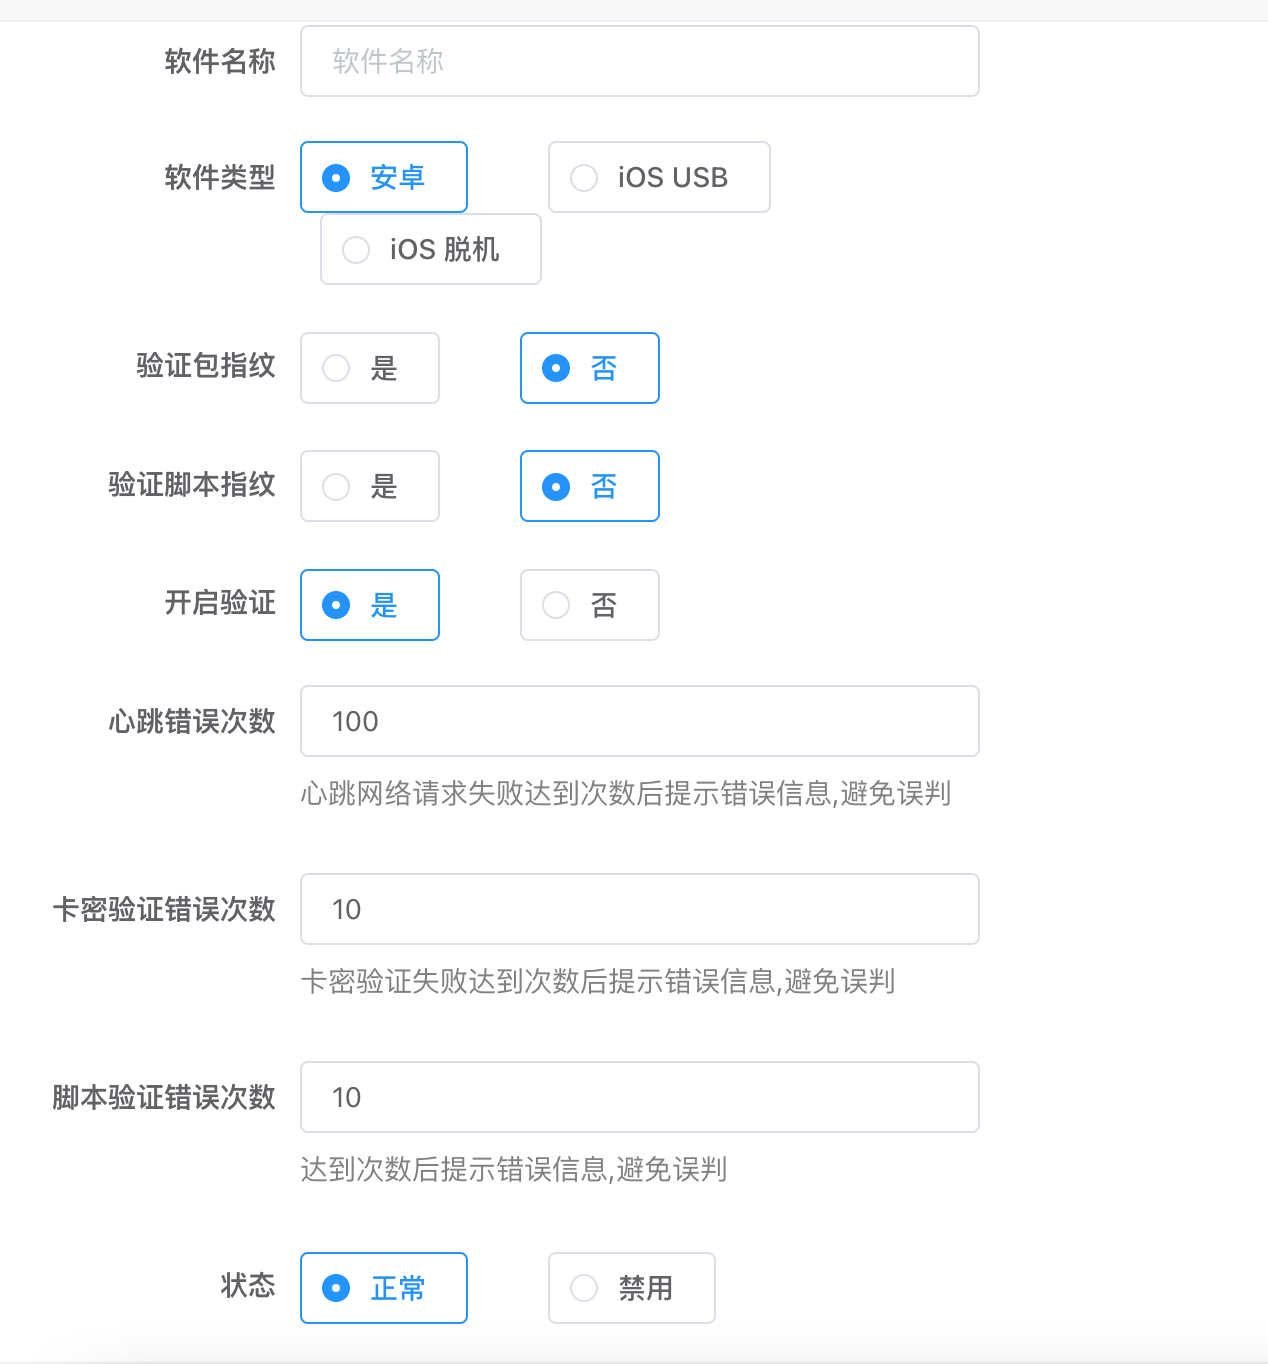 软件名称 软件名称
软件类型 安卓 iOS USB
iOS 脱机
验证包指纹 是 否
验证脚本指纹 是 否
开启验证 是 否
心跳错误次数 100
心跳网络请求失败达到次数后提示错误信息,避免误判
卡密验证错误次数 10
卡密验证失败达到次数后提示错误信息,避免误判
脚本验证错误次数 10
达到次数后提示错误信息,避免误判
状态 正常 禁用